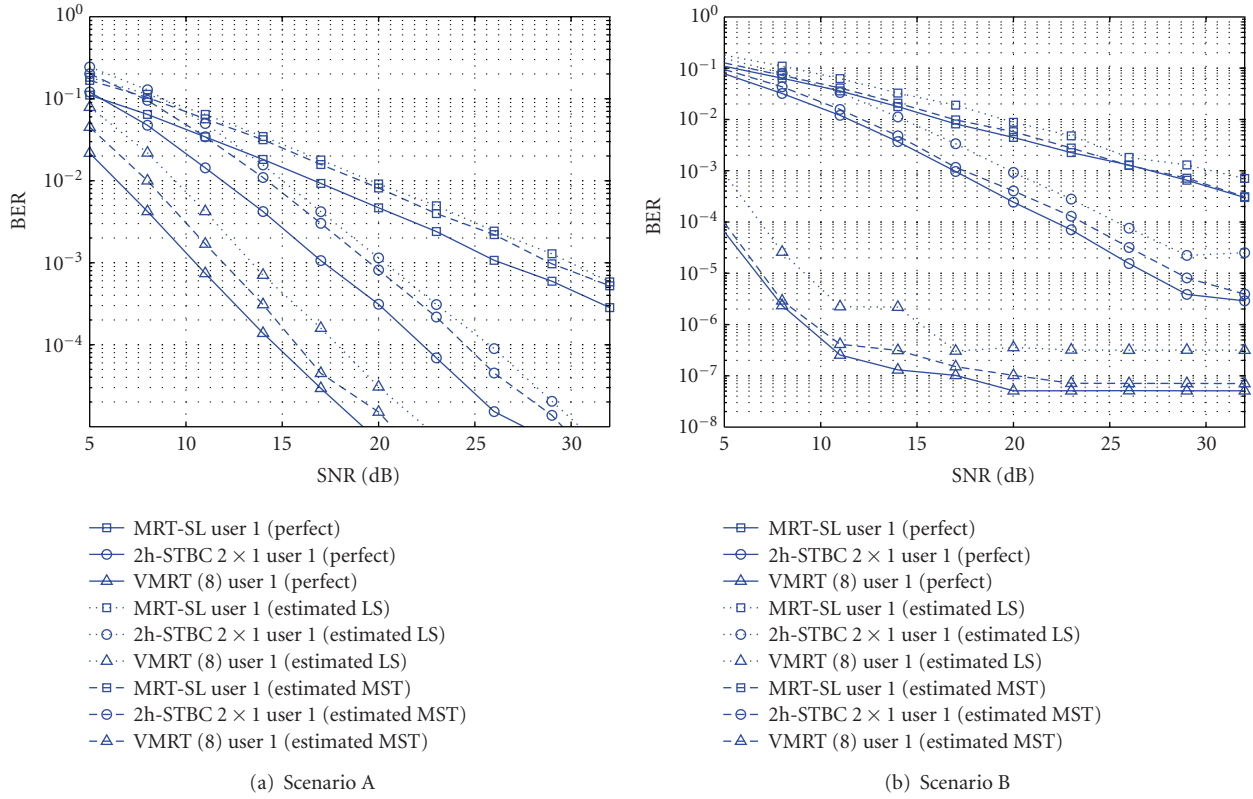 10^0
10^−1
10^−2
10^−3
10^−4
BER
5
10
15
20
25
30
SNR (dB)
MRT-SL user 1 (perfect)
2h-STBC 2 × 1 user 1 (perfect)
VMRT (8) user 1 (perfect)
MRT-SL user 1 (estimated LS)
2h-STBC 2 × 1 user 1 (estimated LS)
VMRT (8) user 1 (estimated LS)
MRT-SL user 1 (estimated MST)
2h-STBC 2 × 1 user 1 (estimated MST)
VMRT (8) user 1 (estimated MST)
(a) Scenario A
10^0
10^−1
10^−2
10^−3
10^−4
10^−5
10^−6
10^−7
10^−8
BER
5
10
15
20
25
30
SNR (dB)
MRT-SL user 1 (perfect)
2h-STBC 2 × 1 user 1 (perfect)
VMRT (8) user 1 (perfect)
MRT-SL user 1 (estimated LS)
2h-STBC 2 × 1 user 1 (estimated LS)
VMRT (8) user 1 (estimated LS)
MRT-SL user 1 (estimated MST)
2h-STBC 2 × 1 user 1 (estimated MST)
VMRT (8) user 1 (estimated MST)
(b) Scenario B